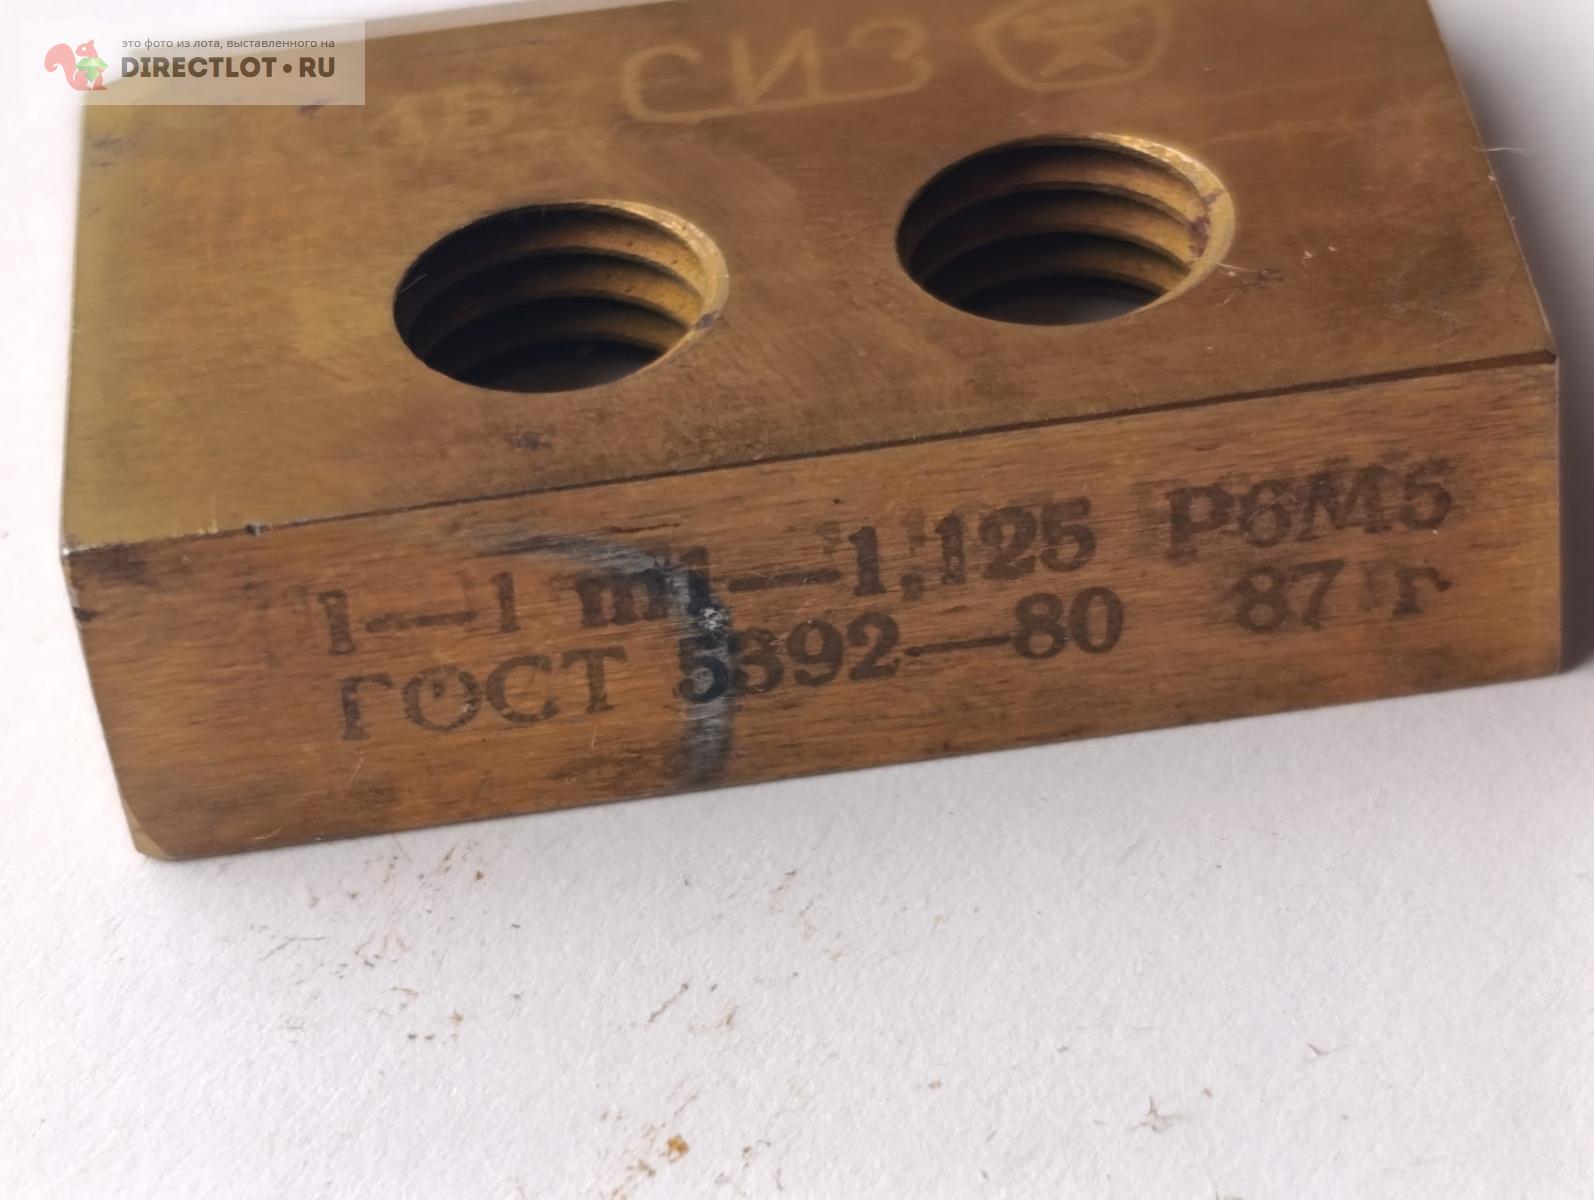 это фото из лота, выставленного на
DIRECTLOT•RU
1Б СИЗ
1—1 m1—1,125 Р6М5
ГОСТ 5392—80 87 г.